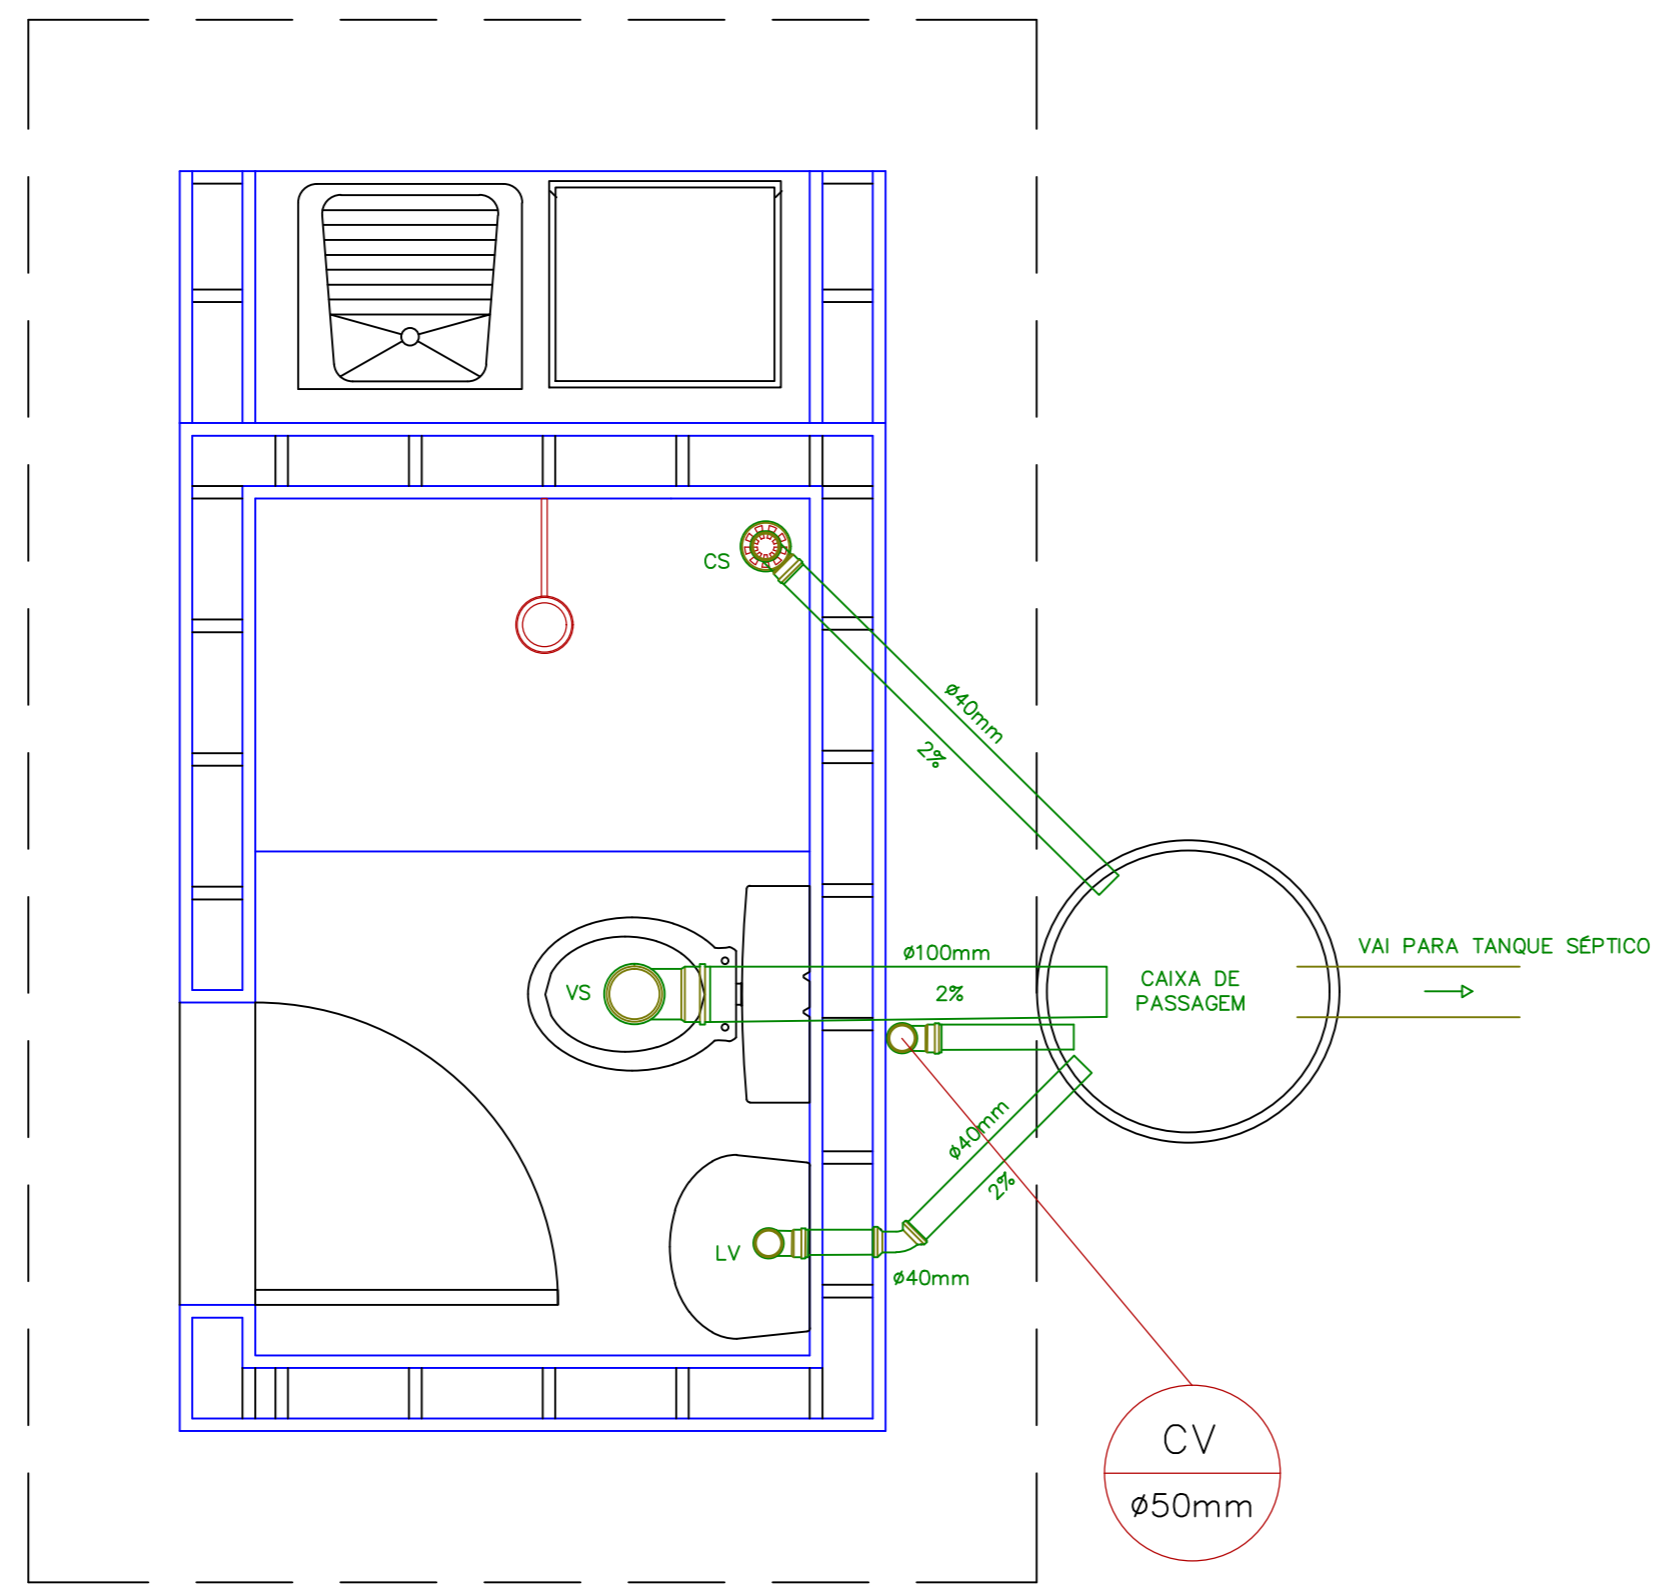 CS
ø40mm
2%
VAI PARA TANQUE SÉPTICO
ø100mm
CAIXA DE
PASSAGEM
VS
2%
ø40mm
2%
LV
ø40mm
CV
ø50mm